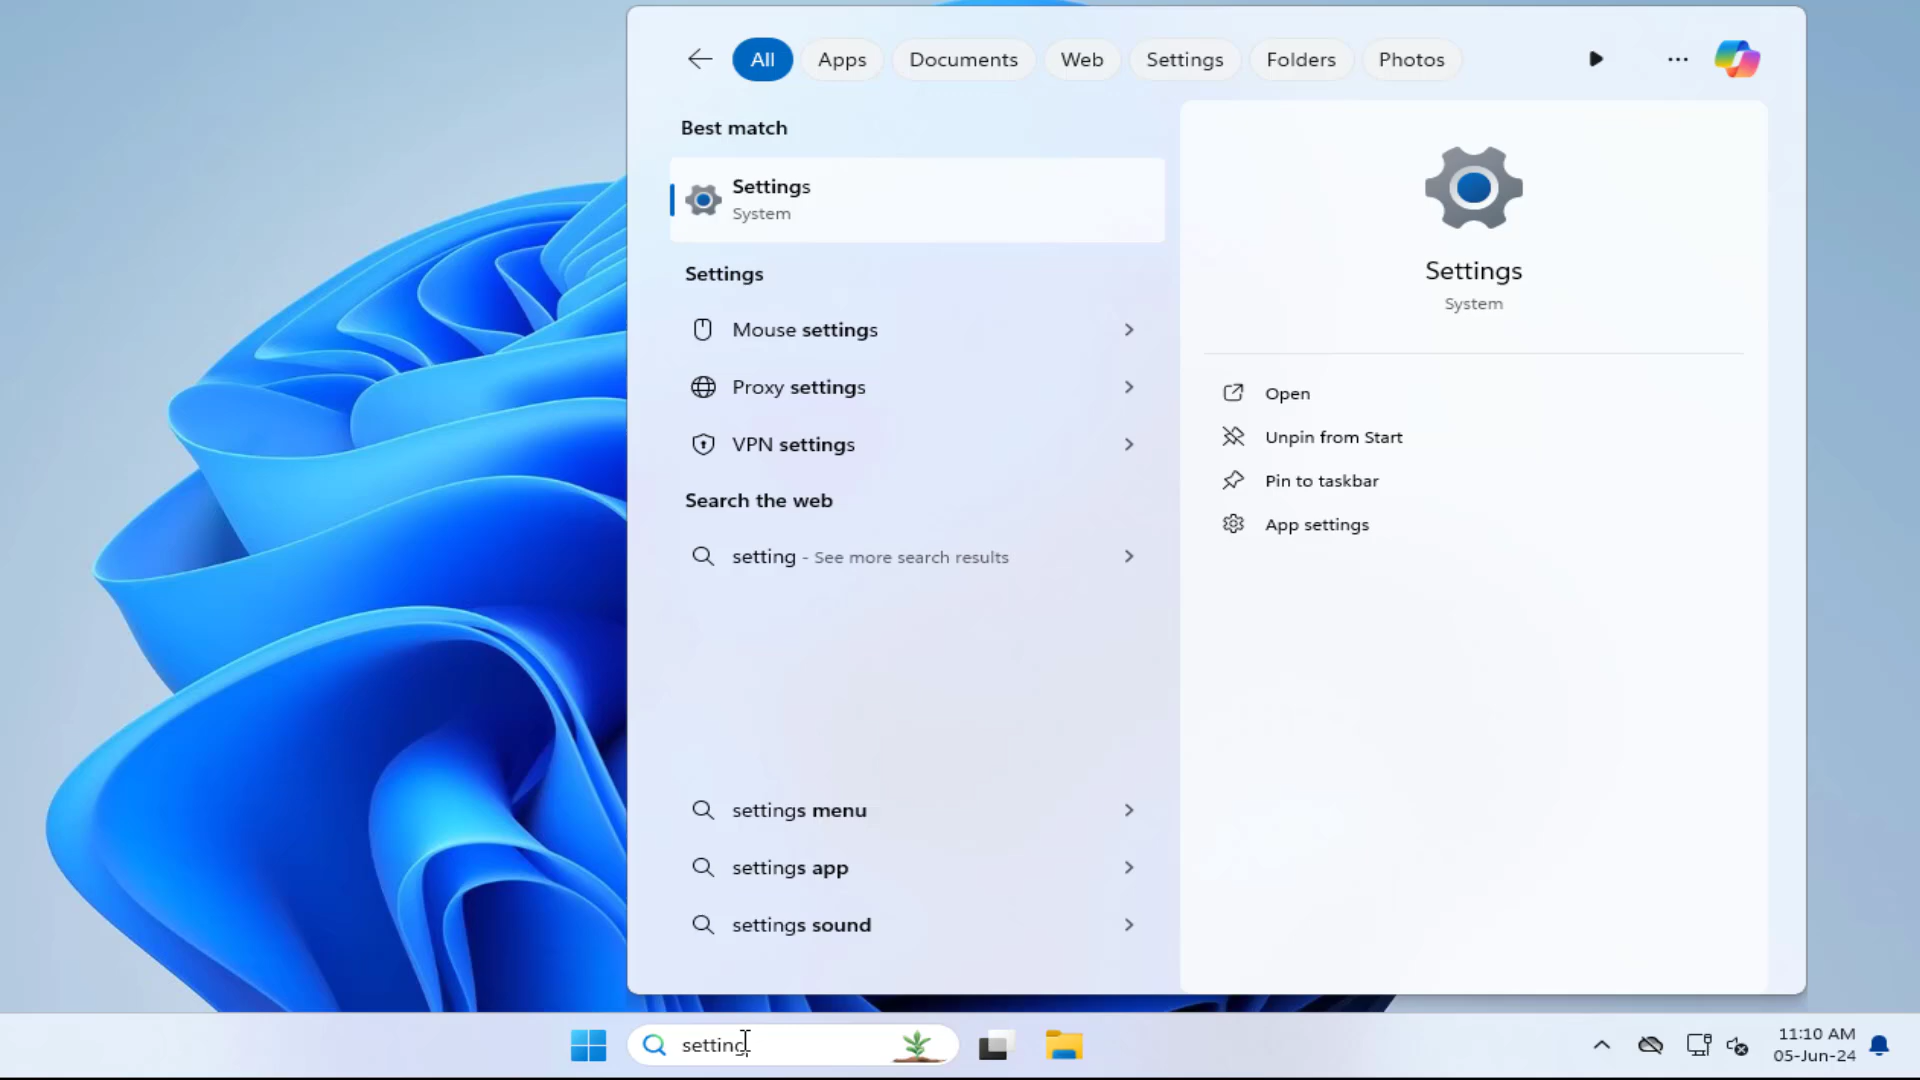 All Apps Documents Web Settings Folders Photos
Best match
Settings
System
Settings
Mouse settings
Proxy settings
VPN settings
Search the web
setting - See more search results
settings menu
settings app
settings sound
Settings
System
Open
Unpin from Start
Pin to taskbar
App settings
setting
11:10 AM
05-Jun-24